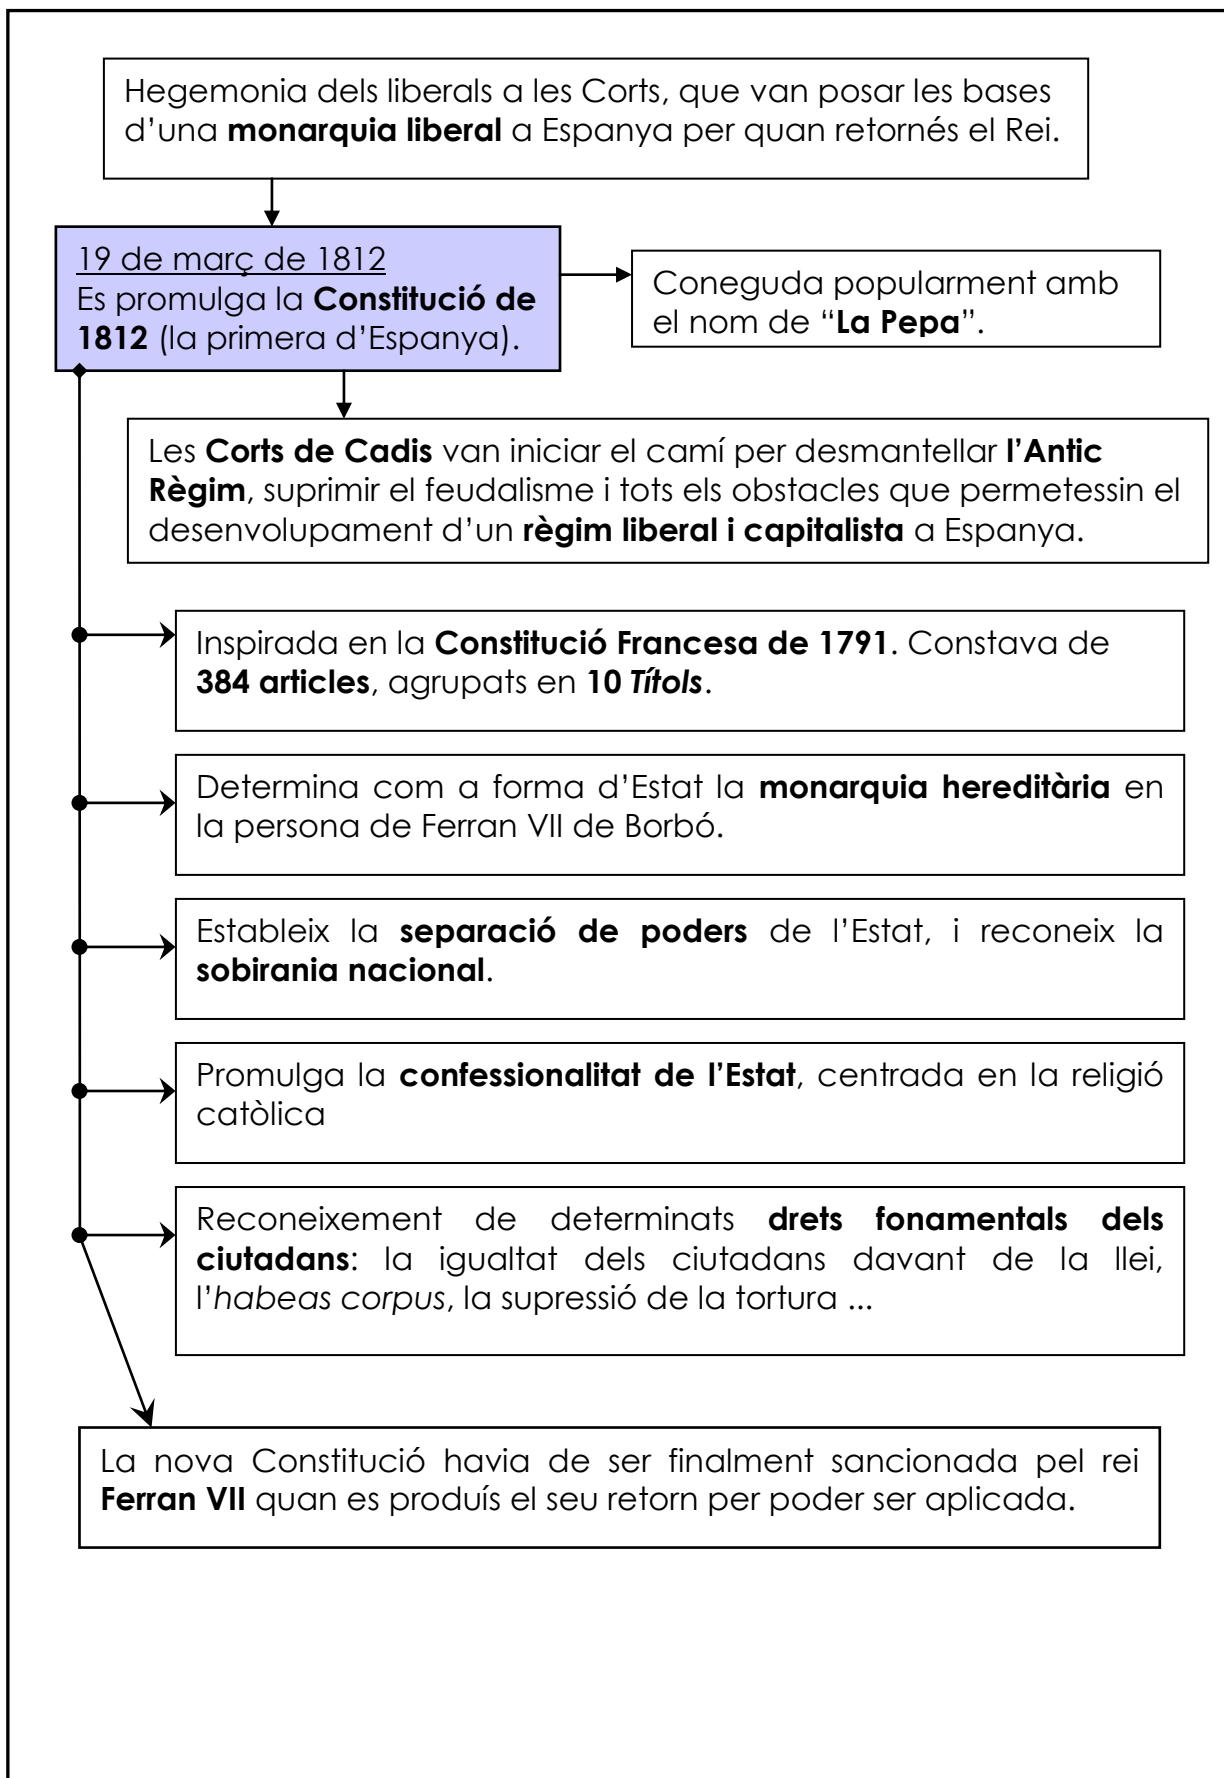 Hegemonia dels liberals a les Corts, que van posar les bases
d’una monarquia liberal a Espanya per quan retornés el Rei.
19 de març de 1812
Es promulga la Constitució de
1812 (la primera d’Espanya).
Coneguda popularment amb
el nom de “La Pepa”.
Les Corts de Cadis van iniciar el camí per desmantellar l’Antic
Règim, suprimir el feudalisme i tots els obstacles que permetessin el
desenvolupament d’un règim liberal i capitalista a Espanya.
Inspirada en la Constitució Francesa de 1791. Constava de
384 articles, agrupats en 10 Títols.
Determina com a forma d’Estat la monarquia hereditària en
la persona de Ferran VII de Borbó.
Estableix la separació de poders de l’Estat, i reconeix la
sobirania nacional.
Promulga la confessionalitat de l’Estat, centrada en la religió
catòlica
Reconeixement de determinats drets fonamentals dels
ciutadans: la igualtat dels ciutadans davant de la llei,
l’habeas corpus, la supressió de la tortura ...
La nova Constitució havia de ser finalment sancionada pel rei
Ferran VII quan es produís el seu retorn per poder ser aplicada.